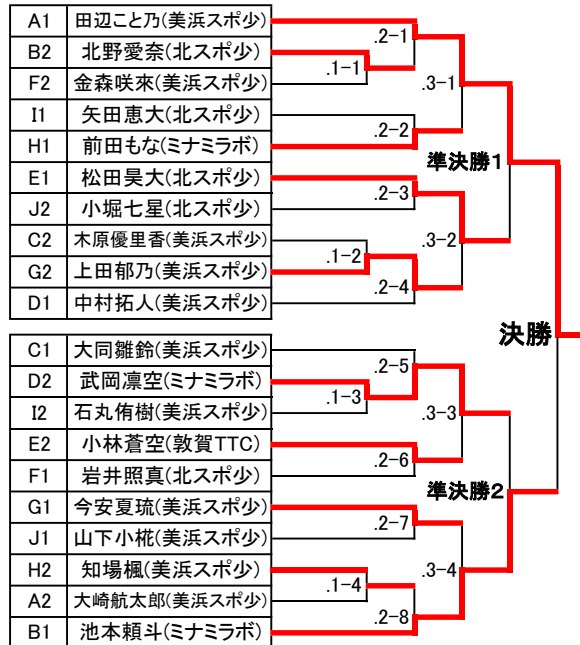 A1 田辺こと乃(美浜スポ少)
.2-1
B2 北野愛奈(北スポ少)
.1-1
F2 金森咲來(美浜スポ少)
.3-1
I1 矢田恵大(北スポ少)
.2-2
H1 前田もな(ミナミラボ)
準決勝1
E1 松田昊大(北スポ少)
.2-3
J2 小堀七星(北スポ少)
C2 木原優里香(美浜スポ少)
.3-2
.1-2
G2 上田郁乃(美浜スポ少)
.2-4
D1 中村拓人(美浜スポ少)
決勝
C1 大同雛鈴(美浜スポ少)
.2-5
D2 武岡凛空(ミナミラボ)
.1-3
I2 石丸侑樹(美浜スポ少)
.3-3
E2 小林蒼空(敦賀TTC)
.2-6
F1 岩井照真(北スポ少)
準決勝2
G1 今安夏琉(美浜スポ少)
.2-7
J1 山下小椛(美浜スポ少)
H2 知場楓(美浜スポ少)
.3-4
.1-4
A2 大崎航太郎(美浜スポ少)
.2-8
B1 池本頼斗(ミナミラボ)